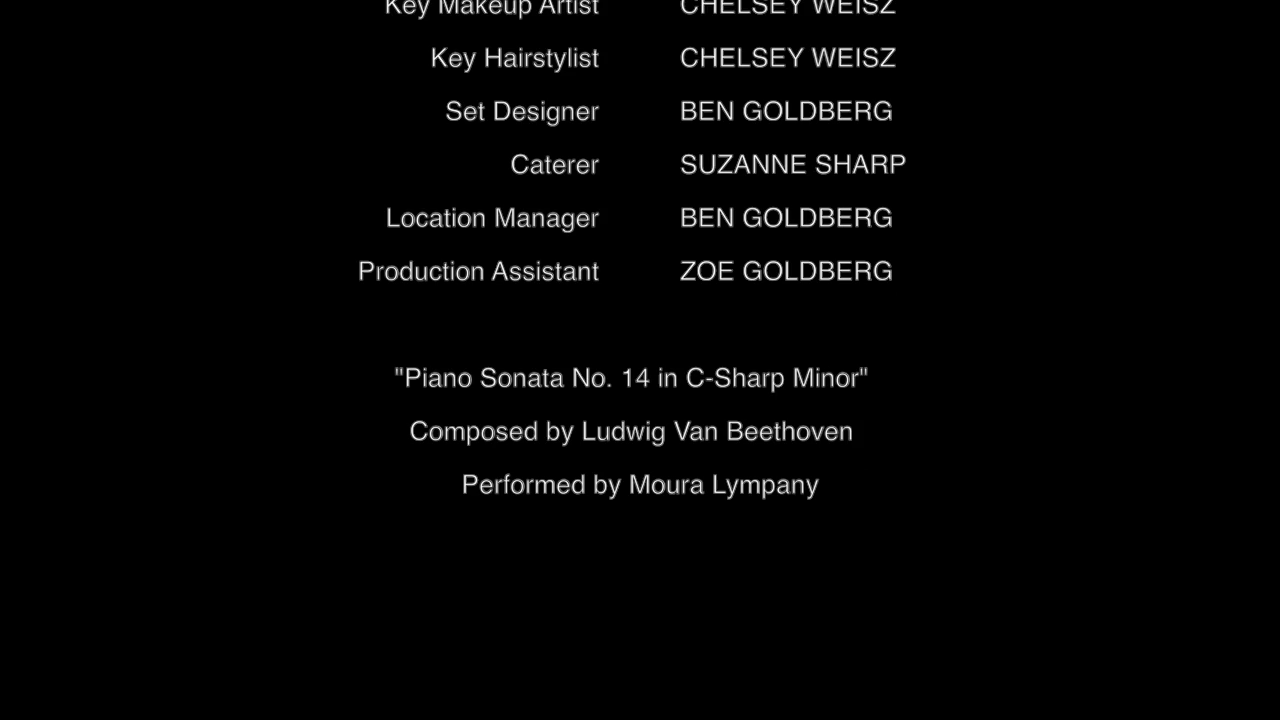 Key Makeup Artist CHELSEY WEISZ
Key Hairstylist CHELSEY WEISZ
Set Designer BEN GOLDBERG
Caterer SUZANNE SHARP
Location Manager BEN GOLDBERG
Production Assistant ZOE GOLDBERG
"Piano Sonata No. 14 in C-Sharp Minor"
Composed by Ludwig Van Beethoven
Performed by Moura Lympany